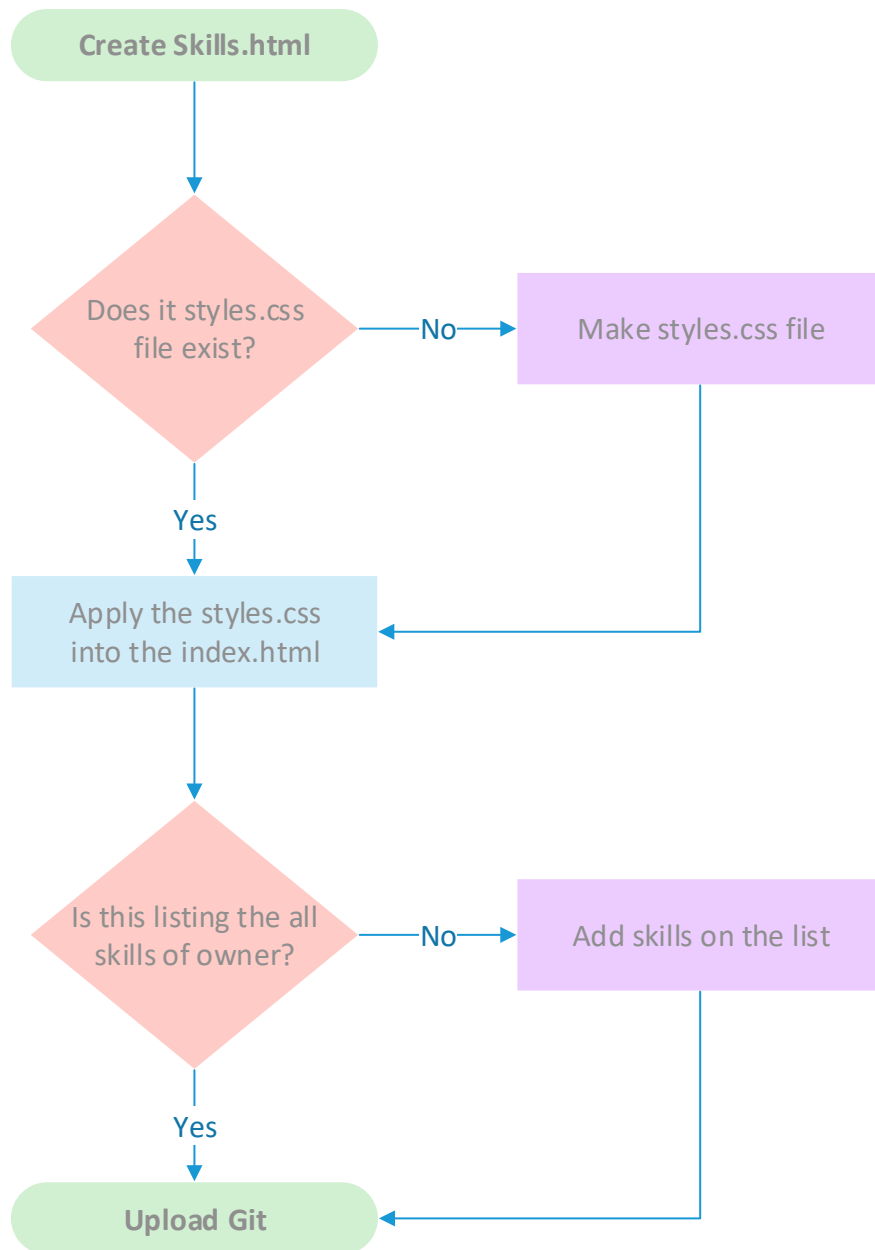 Create Skills.html
Does it styles.css
file exist?
No
Make styles.css file
Yes
Apply the styles.css
into the index.html
Is this listing the all
skills of owner?
No
Add skills on the list
Yes
Upload Git